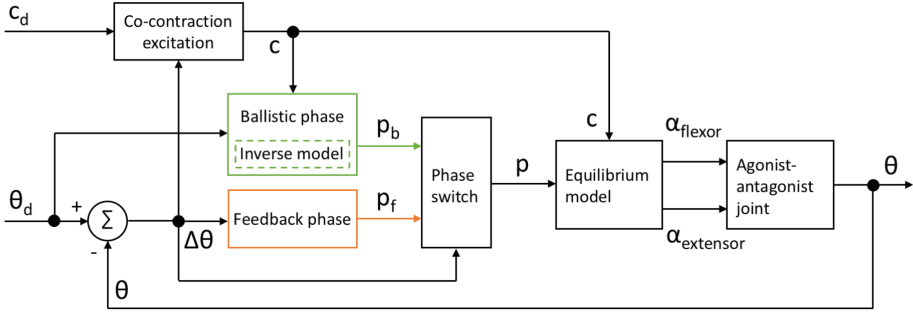 c_d
Co-contraction
excitation
c
Ballistic phase
Inverse model
p_b
c
α_flexor
θ_d
+
Σ
-
Δθ
Feedback phase
p_f
Phase
switch
p
Equilibrium
model
α_extensor
Agonist-
antagonist
joint
θ
θ